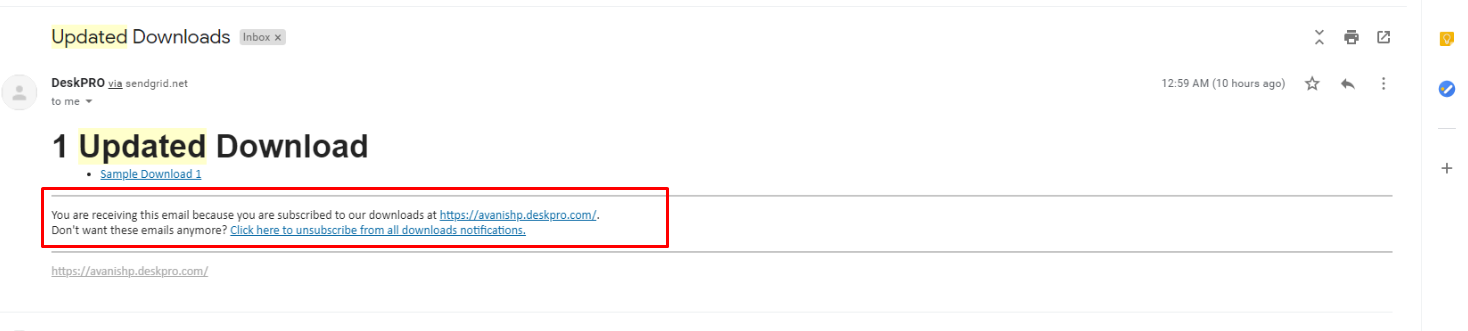 Updated Downloads Inbox ×
DeskPRO via sendgrid.net
12:59 AM (10 hours ago)
to me
1 Updated Download
• Sample Download 1
You are receiving this email because you are subscribed to our downloads at https://avanishp.deskpro.com/.
Don't want these emails anymore? Click here to unsubscribe from all downloads notifications.
https://avanishp.deskpro.com/